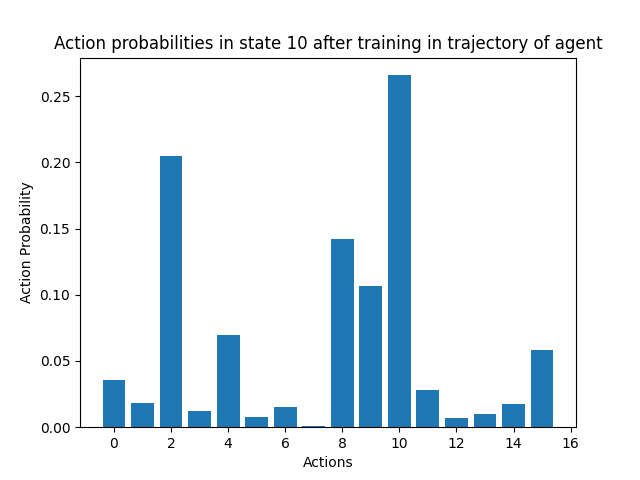 Action probabilities in state 10 after training in trajectory of agent
0.25
0.20
0.15
0.10
0.05
0.00
Action Probability
0 2 4 6 8 10 12 14 16
Actions